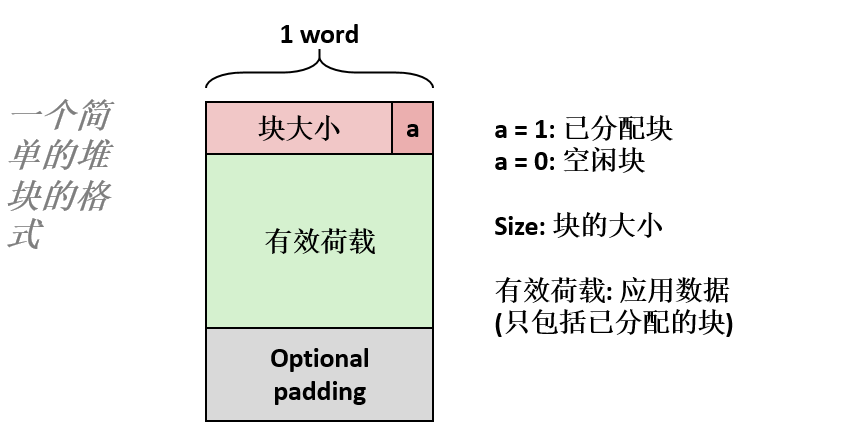 1 word
一个简
单的堆
块的格
式
块大小
a
有效荷载
Optional
padding
a = 1: 已分配块
a = 0: 空闲块
Size: 块的大小
有效荷载: 应用数据
(只包括已分配的块)